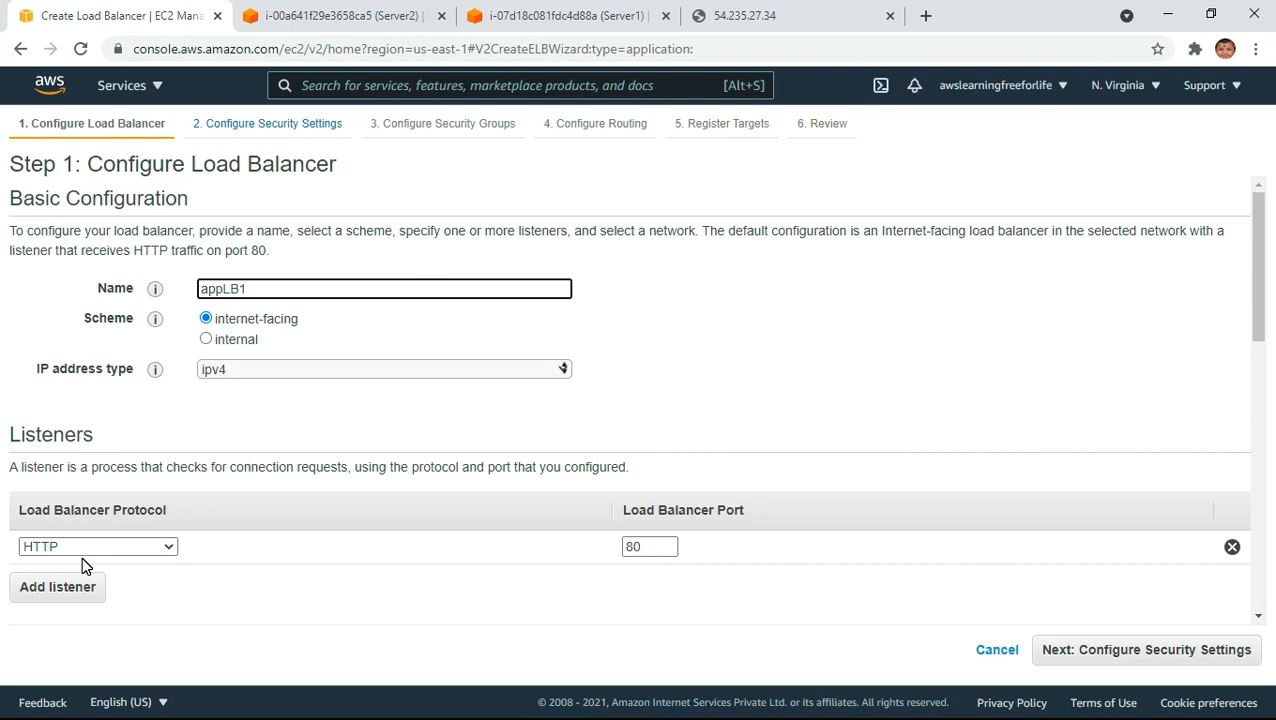 Create Load Balancer | EC2 Mana
i-00a641f29e3658ca5 (Server2) |
i-07d18c081fdc4d88a (Server1) |
54.235.27.34
console.aws.amazon.com/ec2/v2/home?region=us-east-1#V2CreateELBWizard:type=application:
aws
Services
Search for services, features, marketplace products, and docs
[Alt+S]
awslearningfreeforlife
N. Virginia
Support
1. Configure Load Balancer
2. Configure Security Settings
3. Configure Security Groups
4. Configure Routing
5. Register Targets
6. Review
Step 1: Configure Load Balancer
Basic Configuration
To configure your load balancer, provide a name, select a scheme, specify one or more listeners, and select a network. The default configuration is an Internet-facing load balancer in the selected network with a
listener that receives HTTP traffic on port 80.
Name
appLB1
Scheme
internet-facing
internal
IP address type
ipv4
Listeners
A listener is a process that checks for connection requests, using the protocol and port that you configured.
Load Balancer Protocol
Load Balancer Port
HTTP
80
Add listener
Cancel
Next: Configure Security Settings
Feedback
English (US)
© 2008 - 2021, Amazon Internet Services Private Ltd. or its affiliates. All rights reserved.
Privacy Policy
Terms of Use
Cookie preferences